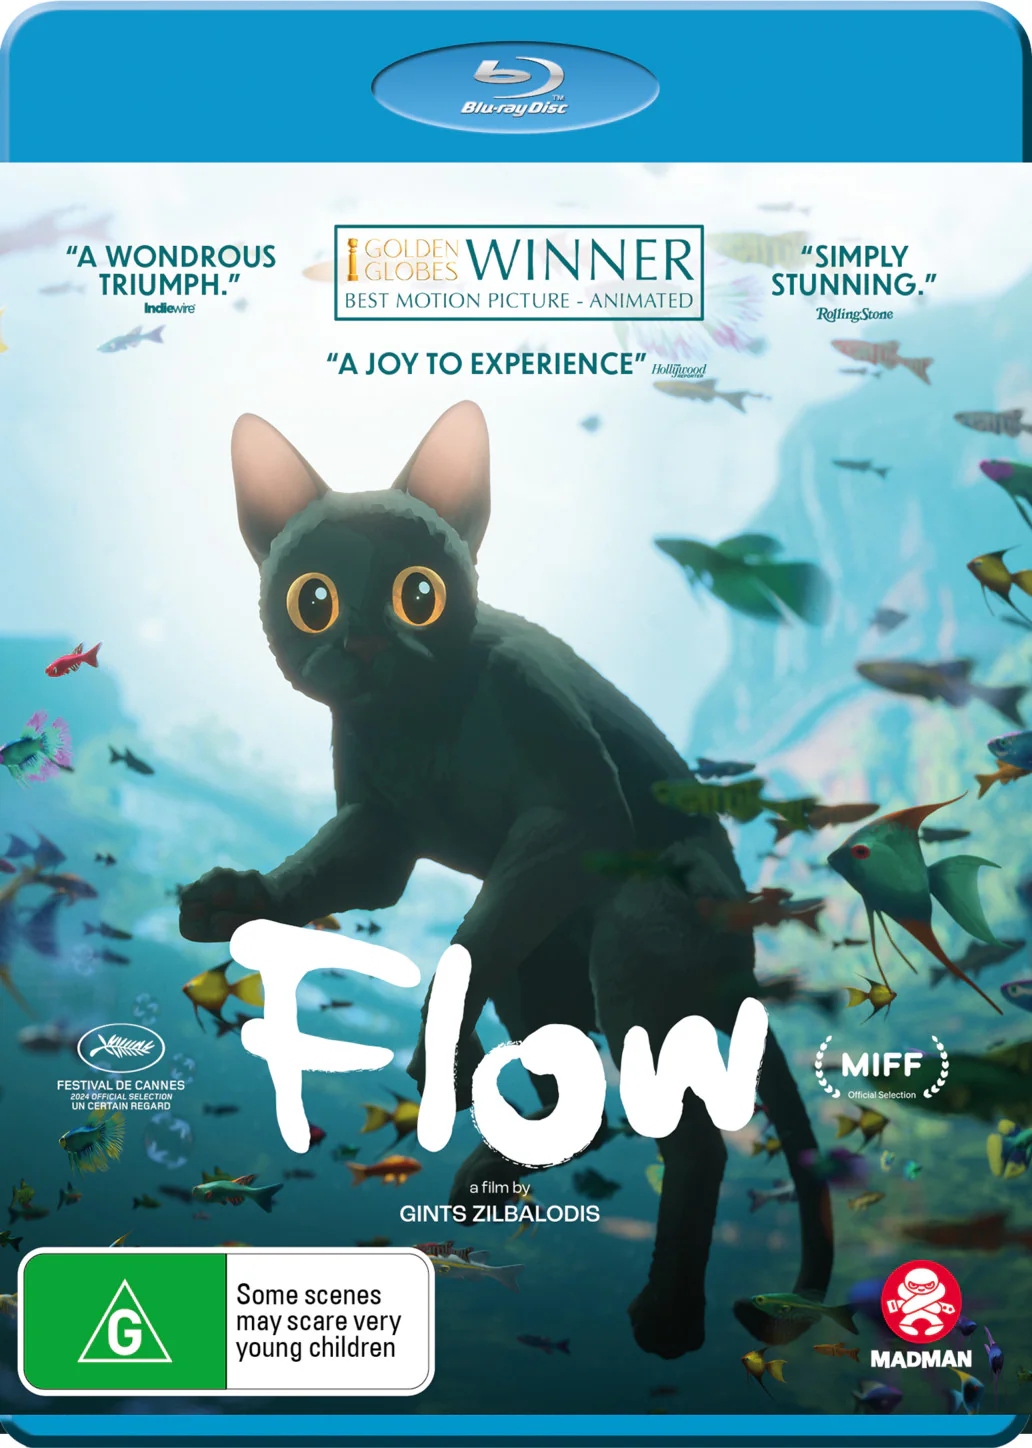 Blu-ray Disc™
“A WONDROUS
TRIUMPH.”
IndieWire
GOLDEN
GLOBES
WINNER
BEST MOTION PICTURE - ANIMATED
“SIMPLY
STUNNING.”
RollingStone
“A JOY TO EXPERIENCE” Hollywood
REPORTER
Flow
FESTIVAL DE CANNES
2024 OFFICIAL SELECTION
UN CERTAIN REGARD
MIFF
Official Selection
a film by
GINTS ZILBALODIS
G
Some scenes
may scare very
young children
MADMAN